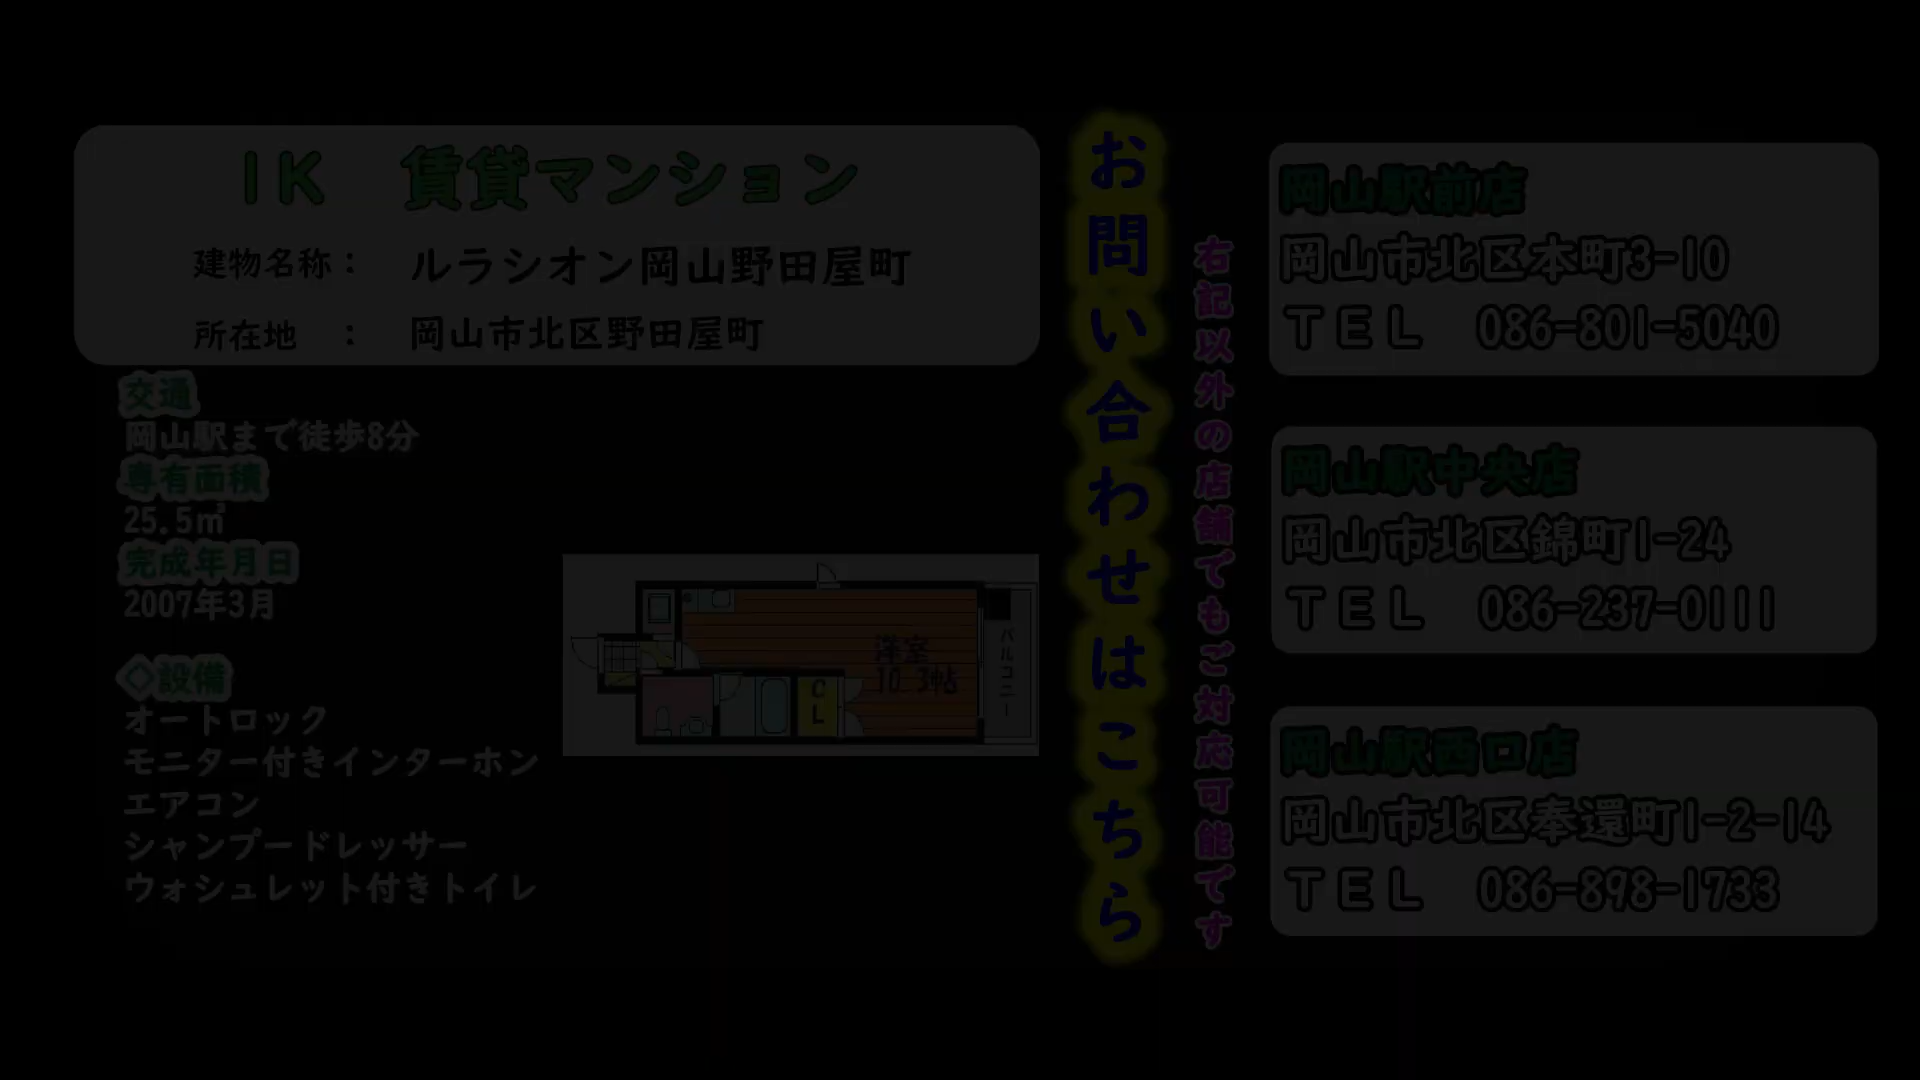 1K　賃貸マンション
建物名称：　ルラシオン岡山野田屋町
所在地　：　岡山市北区野田屋町
交通
岡山駅まで徒歩8分
専有面積
25.5㎡
完成年月日
2007年3月
◇設備
オートロック
モニター付きインターホン
エアコン
シャンプードレッサー
ウォシュレット付きトイレ
洋室
10.3帖
CL
バルコニー
お問い合わせはこちら
右記以外の店舗でもご対応可能です
岡山駅前店
岡山市北区本町3-10
ＴＥＬ　086-801-5040
岡山駅中央店
岡山市北区錦町1-24
ＴＥＬ　086-237-0111
岡山駅西口店
岡山市北区奉還町1-2-14
ＴＥＬ　086-898-1733